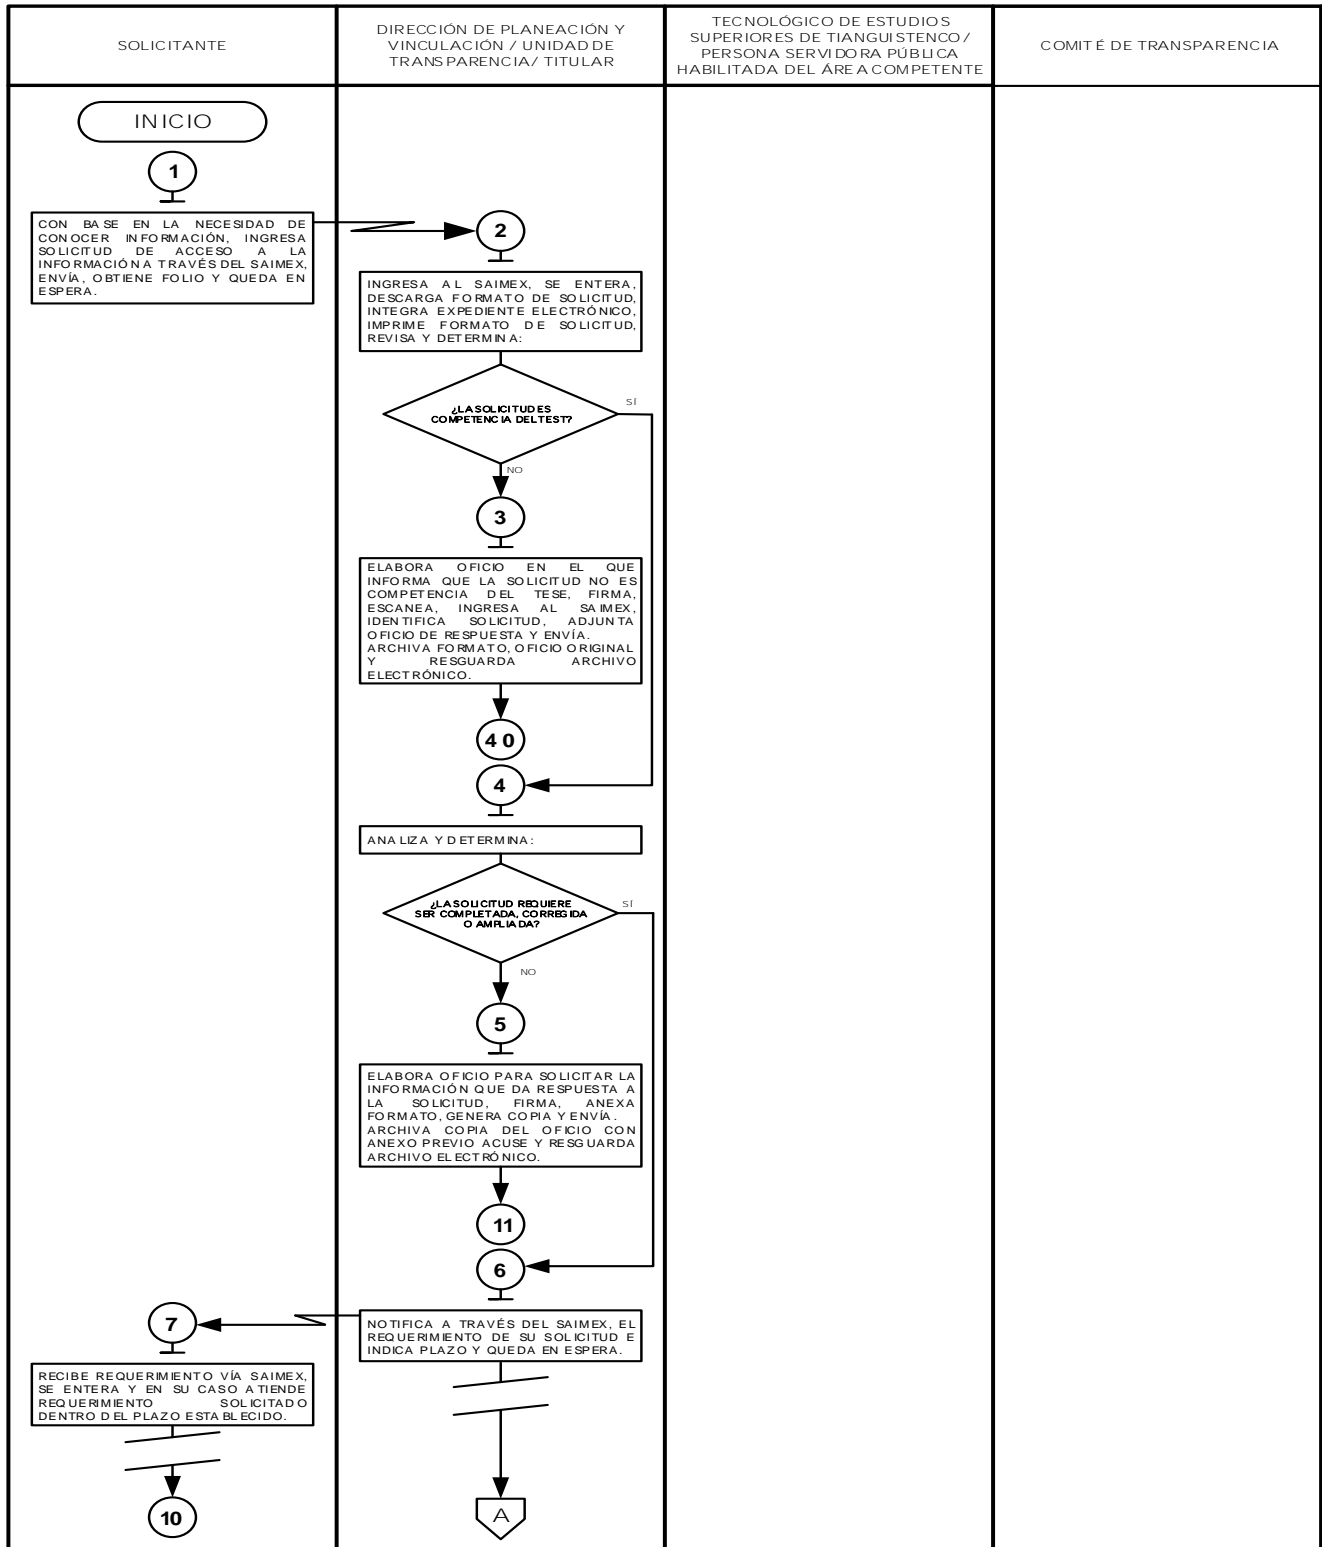 SOLICITANTE
DIRECCIÓN DE PLANEACIÓN Y
VINCULACIÓN / UNIDAD DE
TRANSPARENCIA/ TITULAR
TECNOLÓGICO DE ESTUDIOS
SUPERIORES DE TIANGUISTENCO/
PERSONA SERVIDORA PÚBLICA
HABILITADA DEL ÁREA COMPETENTE
COMITÉ DE TRANSPARENCIA
INICIO
1
CON BASE EN LA NECESIDAD DE
CONOCER INFORMACIÓN, INGRESA
SOLICITUD DE ACCESO A LA
INFORMACIÓN A TRAVÉS DEL SAIMEX,
ENVÍA, OBTIENE FOLIO Y QUEDA EN
ESPERA.
2
INGRESA AL SAIMEX, SE ENTERA,
DESCARGA FORMATO DE SOLICITUD,
INTEGRA EXPEDIENTE ELECTRÓNICO,
IMPRIME FORMATO DE SOLICITUD,
REVISA Y DETERMINA:
¿LA SOLICITUD ES
COMPETENCIA DEL TEST?
SÍ
NO
3
ELABORA OFICIO EN EL QUE
INFORMA QUE LA SOLICITUD NO ES
COMPETENCIA DEL TESE, FIRMA,
ESCANEA, INGRESA AL SAIMEX,
IDENTIFICA SOLICITUD, ADJUNTA
OFICIO DE RESPUESTA Y ENVÍA.
ARCHIVA FORMATO, OFICIO ORIGINAL
Y RESGUARDA ARCHIVO
ELECTRÓNICO.
40
4
ANALIZA Y DETERMINA:
¿LA SOLICITUD REQUIERE
SER COMPLETADA, CORREGIDA
O AMPLIADA?
SÍ
NO
5
ELABORA OFICIO PARA SOLICITAR LA
INFORMACIÓN QUE DA RESPUESTA A
LA SOLICITUD, FIRMA, ANEXA
FORMATO, GENERA COPIA Y ENVÍA.
ARCHIVA COPIA DEL OFICIO CON
ANEXO PREVIO ACUSE Y RESGUARDA
ARCHIVO ELECTRÓNICO.
11
6
NOTIFICA A TRAVÉS DEL SAIMEX, EL
REQUERIMIENTO DE SU SOLICITUD E
INDICA PLAZO Y QUEDA EN ESPERA.
7
RECIBE REQUERIMIENTO VÍA SAIMEX,
SE ENTERA Y EN SU CASO ATIENDE
REQUERIMIENTO SOLICITADO
DENTRO DEL PLAZO ESTABLECIDO.
10
A